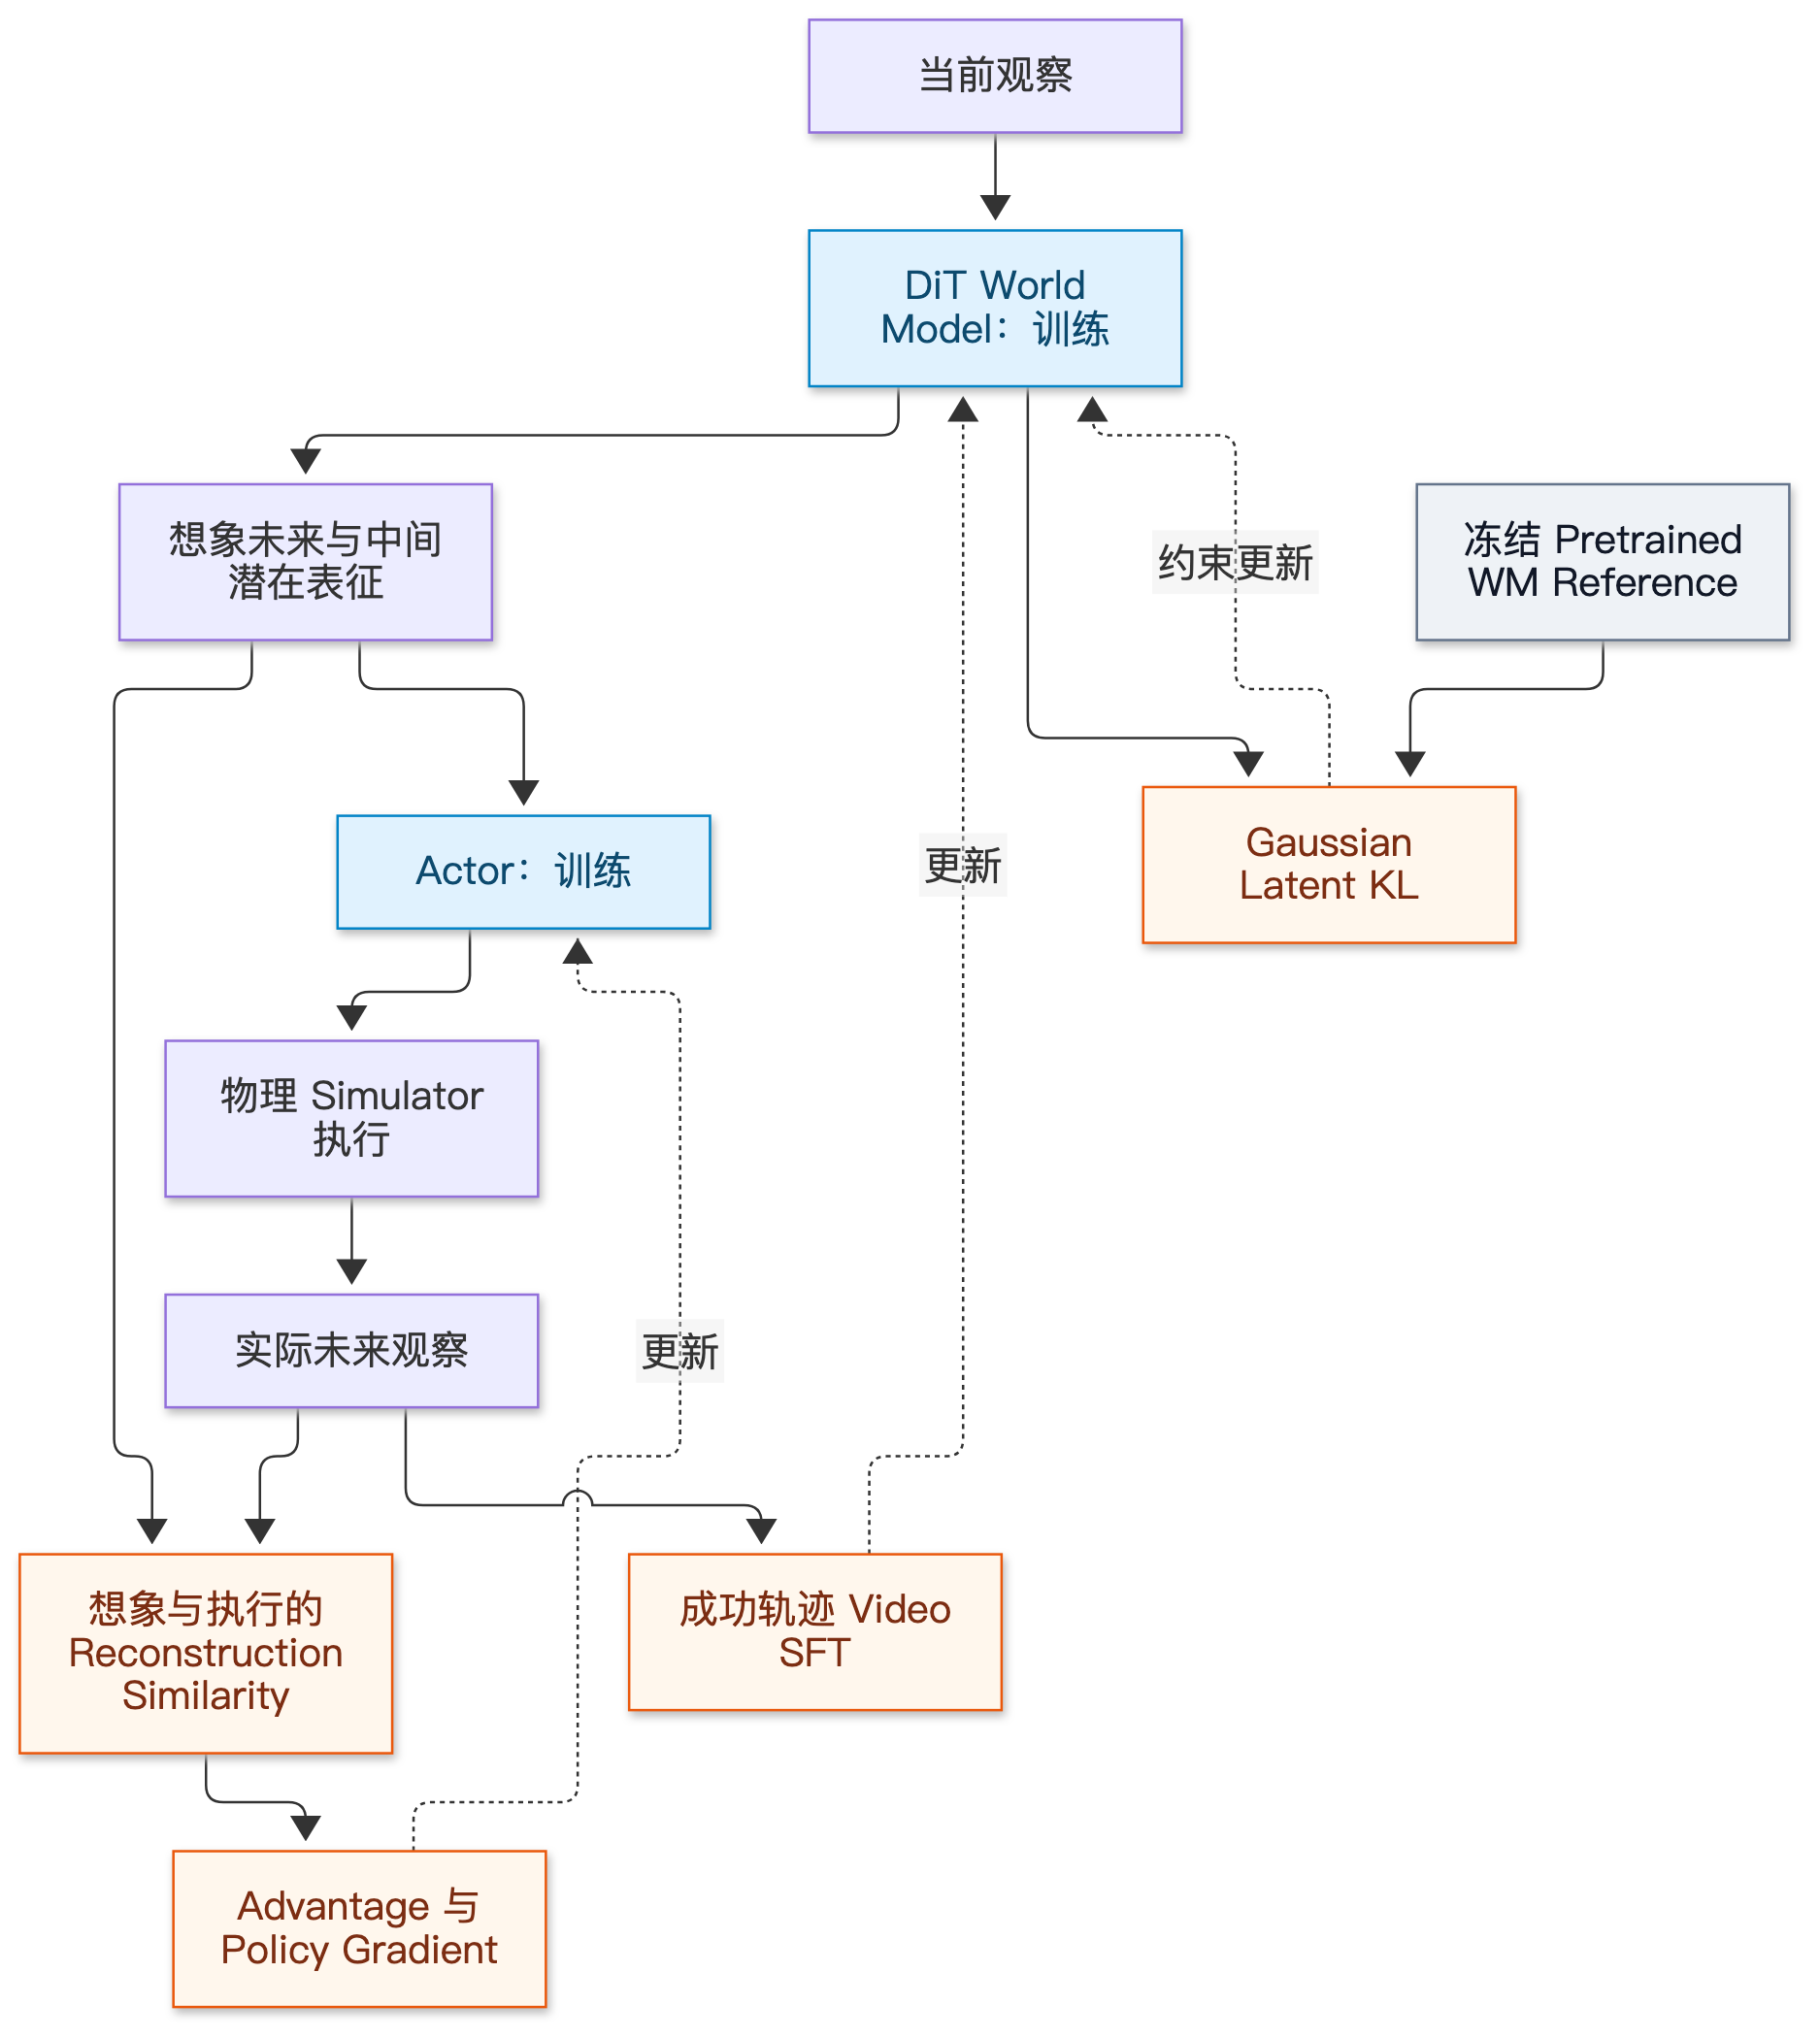 当前观察
DiT World
Model：训练
想象未来与中间
潜在表征
约束更新
冻结 Pretrained
WM Reference
Actor：训练
更新
Gaussian
Latent KL
物理 Simulator
执行
实际未来观察
更新
想象与执行的
Reconstruction
Similarity
成功轨迹 Video
SFT
Advantage 与
Policy Gradient